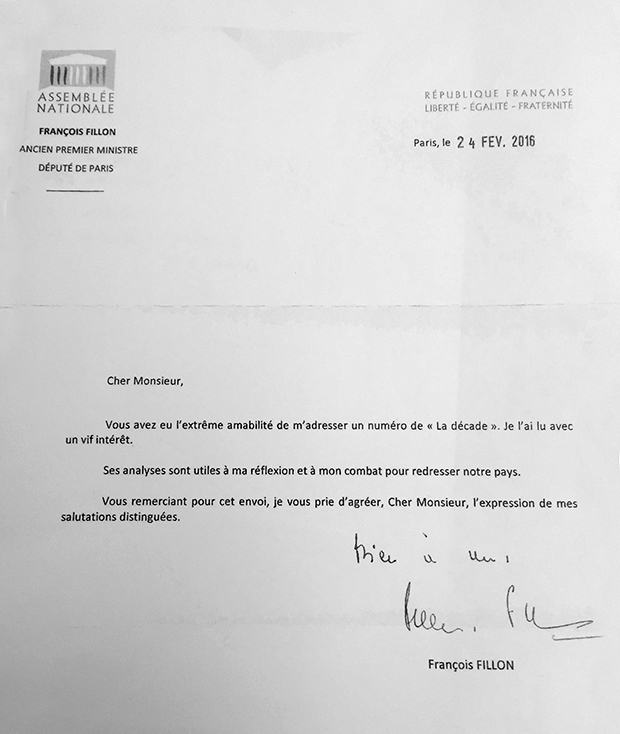 ASSEMBLÉE
NATIONALE
FRANÇOIS FILLON
ANCIEN PREMIER MINISTRE
DÉPUTÉ DE PARIS
RÉPUBLIQUE FRANÇAISE
LIBERTÉ - ÉGALITÉ - FRATERNITÉ
Paris, le 24 FEV. 2016
Cher Monsieur,
Vous avez eu l'extrême amabilité de m'adresser un numéro de « La décade ». Je l'ai lu avec
un vif intérêt.
Ses analyses sont utiles à ma réflexion et à mon combat pour redresser notre pays.
Vous remerciant pour cet envoi, je vous prie d'agréer, Cher Monsieur, l'expression de mes
salutations distinguées.
Bien à
François FILLON